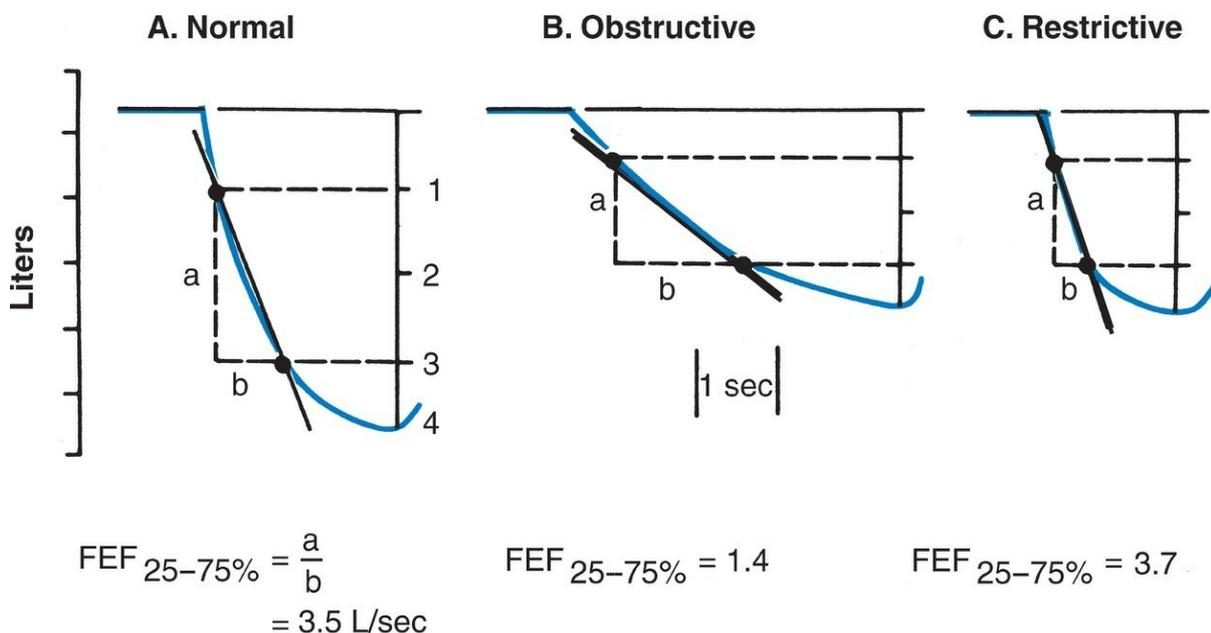 A. Normal
B. Obstructive
C. Restrictive
Liters
1
2
3
4
a
b
a
b
1 sec
a
b
FEF 25–75% = a/b
= 3.5 L/sec
FEF 25–75% = 1.4
FEF 25–75% = 3.7